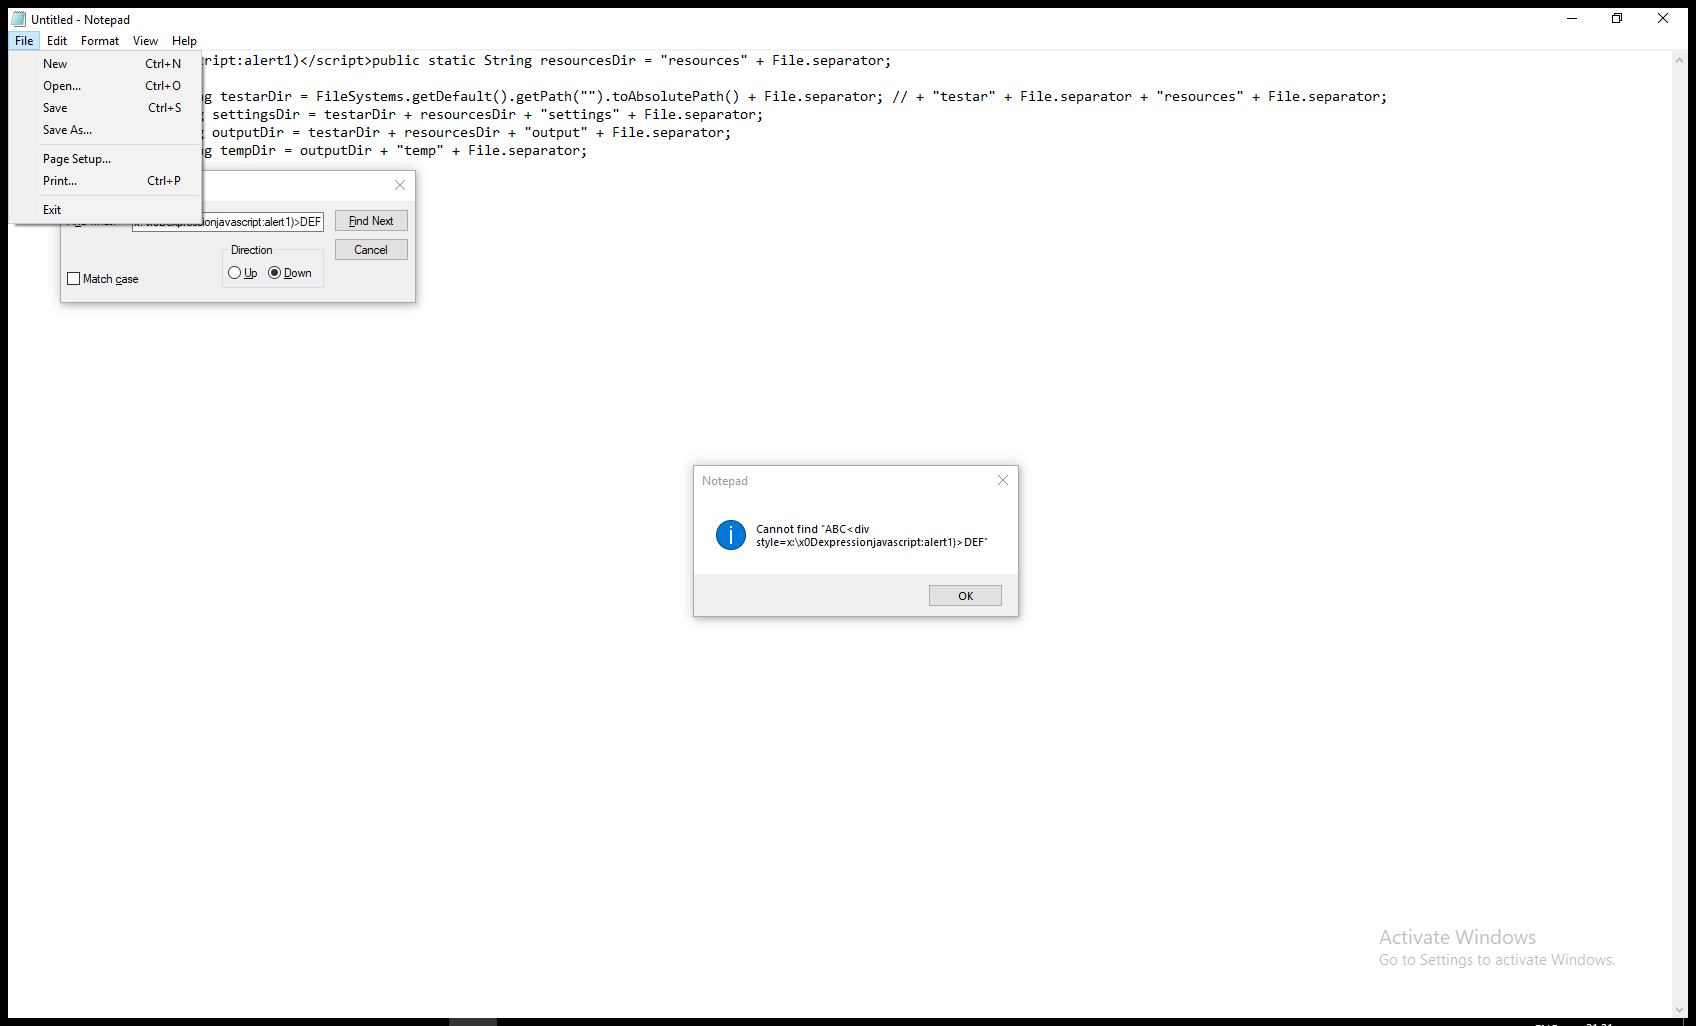 Untitled - Notepad
File Edit Format View Help
New Ctrl+N
Open... Ctrl+O
Save Ctrl+S
Save As...
Page Setup...
Print... Ctrl+P
Exit
ript:alert1)</script>public static String resourcesDir = "resources" + File.separator;
g testarDir = FileSystems.getDefault().getPath("").toAbsolutePath() + File.separator; // + "testar" + File.separator + "resources" + File.separator;
settingsDir = testarDir + resourcesDir + "settings" + File.separator;
outputDir = testarDir + resourcesDir + "output" + File.separator;
g tempDir = outputDir + "temp" + File.separator;
ionjavascript:alert1)>DEF
Find Next
Direction
Cancel
Up Down
Match case
Notepad
Cannot find "ABC<div
style=x:\x0Dexpressionjavascript:alert1)>DEF"
OK
Activate Windows
Go to Settings to activate Windows.